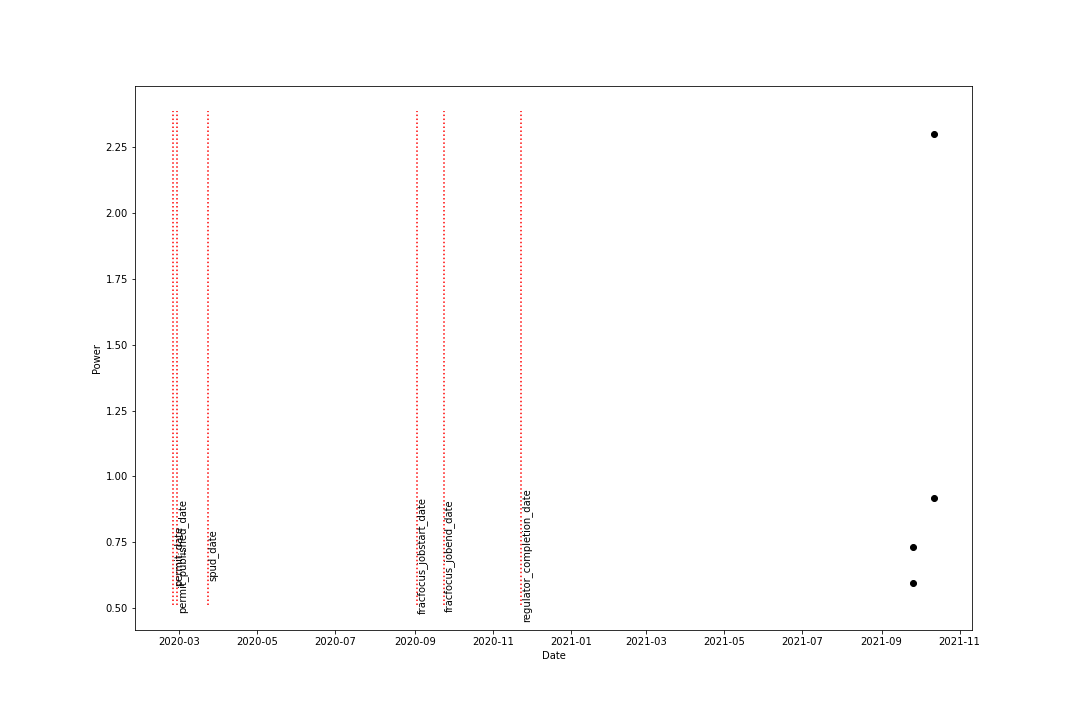 2.25
2.00
1.75
1.50
1.25
1.00
0.75
0.50
Power
permit_date
permit_published_date
spud_date
fracfocus_jobstart_date
fracfocus_jobend_date
regulator_completion_date
2020-03
2020-05
2020-07
2020-09
2020-11
2021-01
2021-03
2021-05
2021-07
2021-09
2021-11
Date